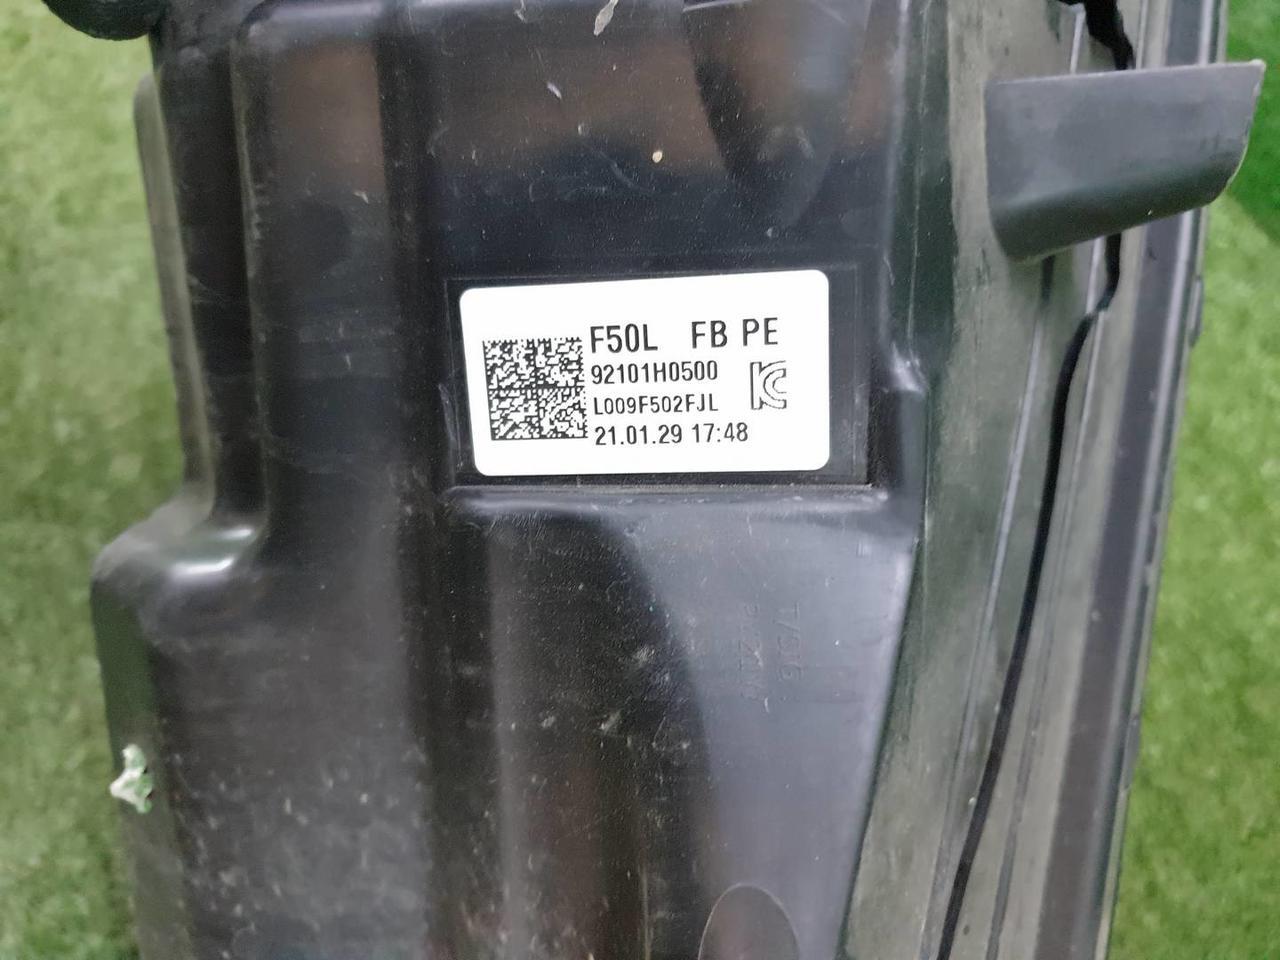 F50L FB PE
92101H0500
L009F502FJL
21.01.29 17:48